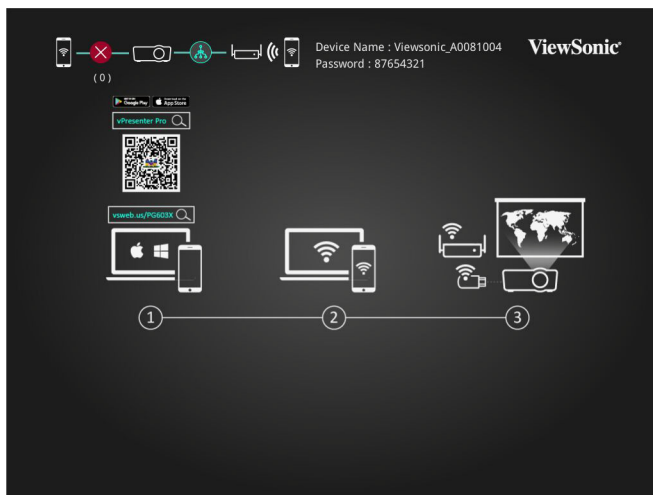 Device Name : Viewsonic_A0081004
ViewSonic®
Password : 87654321
( 0 )
Google Play
App Store
vPresenter Pro
vsweb.us/PG603X
1
2
3